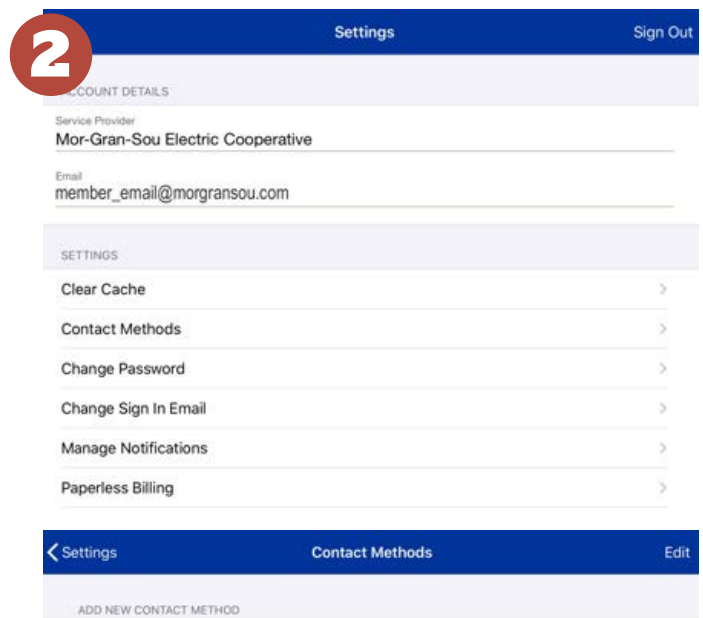 2
Settings
Sign Out
ACCOUNT DETAILS
Service Provider
Mor-Gran-Sou Electric Cooperative
Email
member_email@morgransou.com
SETTINGS
Clear Cache
Contact Methods
Change Password
Change Sign In Email
Manage Notifications
Paperless Billing
Settings
Contact Methods
Edit
ADD NEW CONTACT METHOD